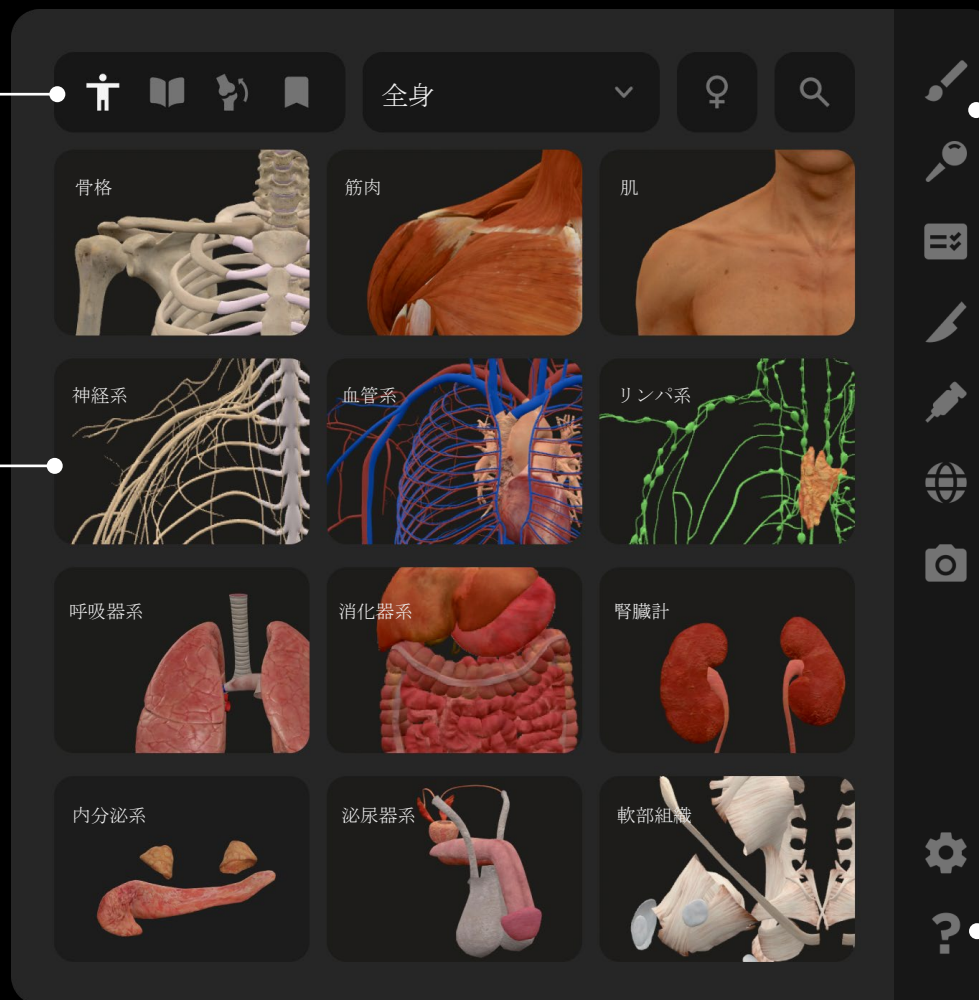 全身
骨格
筋肉
肌
神経系
血管系
リンパ系
呼吸器系
消化器系
腎臓計
内分泌系
泌尿器系
軟部組織